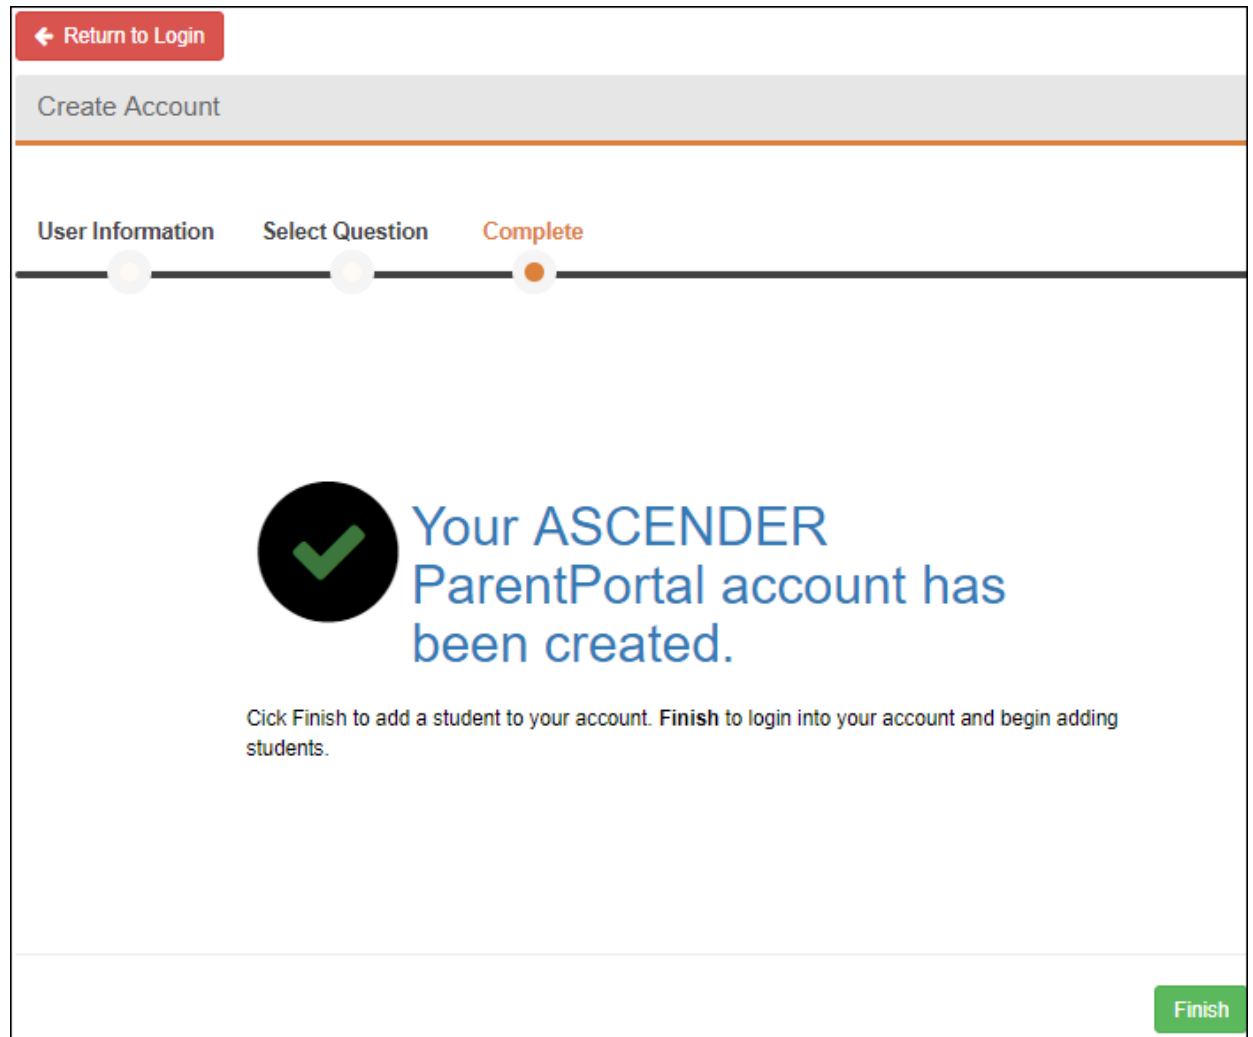 Return to Login
Create Account
User Information Select Question Complete
Your ASCENDER
ParentPortal account has
been created.
Cick Finish to add a student to your account. Finish to login into your account and begin adding
students.
Finish